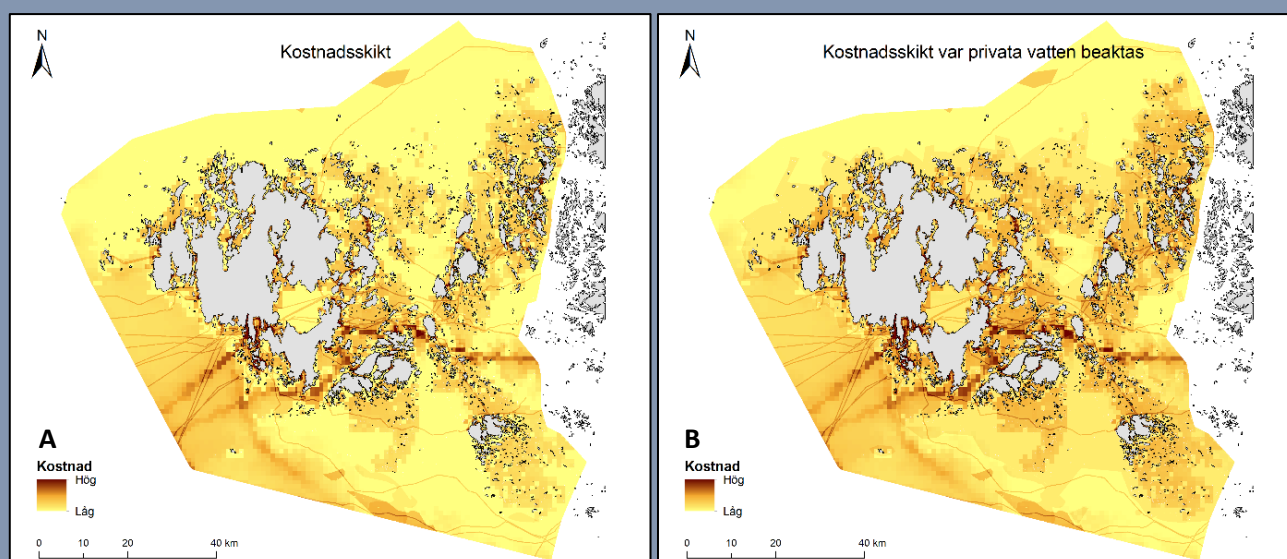 N
Kostnadsskikt
A
Kostnad
Hög
Låg
0 10 20 40 km
N
Kostnadsskikt var privata vatten beaktas
B
Kostnad
Hög
Låg
0 10 20 40 km